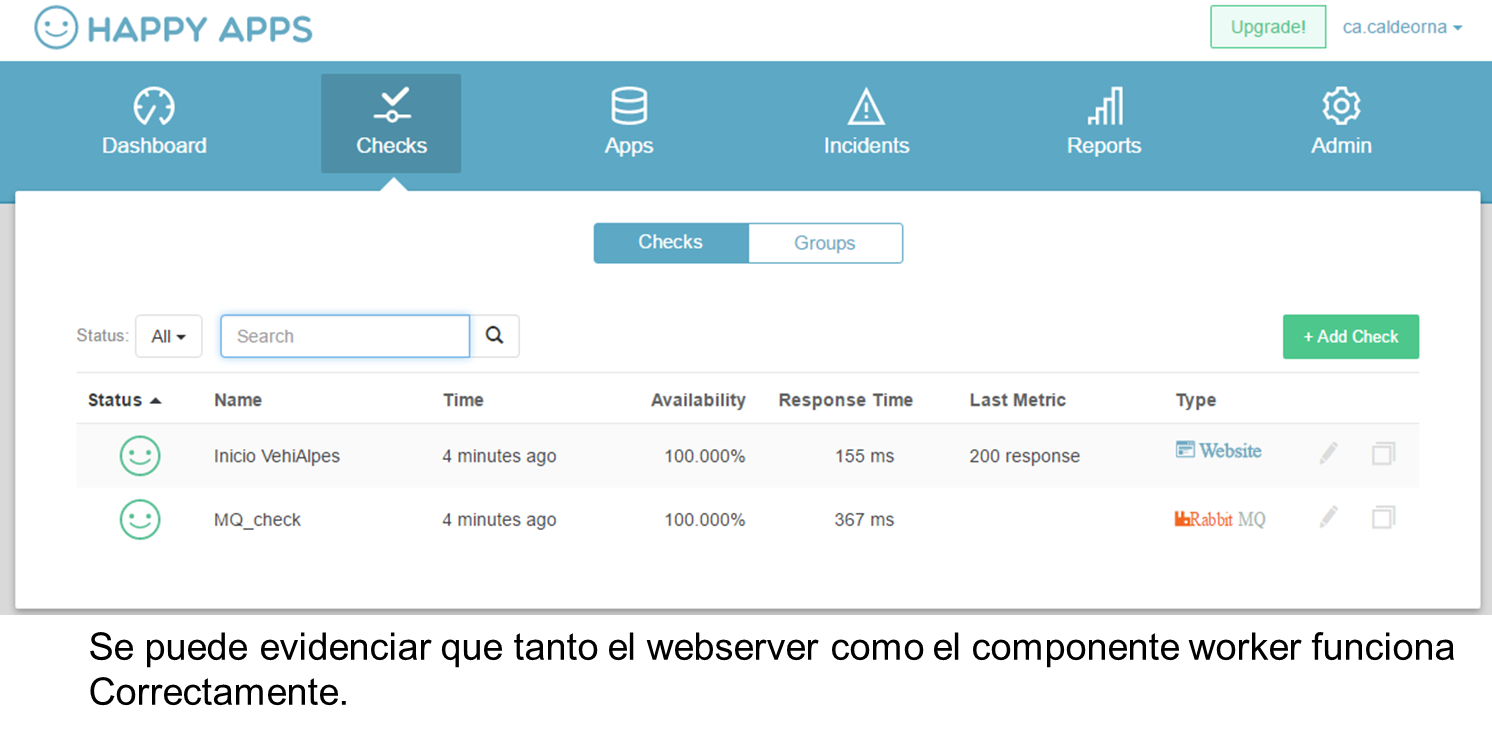 HAPPY APPS
Upgrade! ca.caldeorna
Dashboard Checks Apps Incidents Reports Admin
Checks Groups
Status: All Search + Add Check
Status Name Time Availability Response Time Last Metric Type
Inicio VehiAlpes 4 minutes ago 100.000% 155 ms 200 response Website
MQ_check 4 minutes ago 100.000% 367 ms Rabbit MQ
Se puede evidenciar que tanto el webserver como el componente worker funciona
Correctamente.